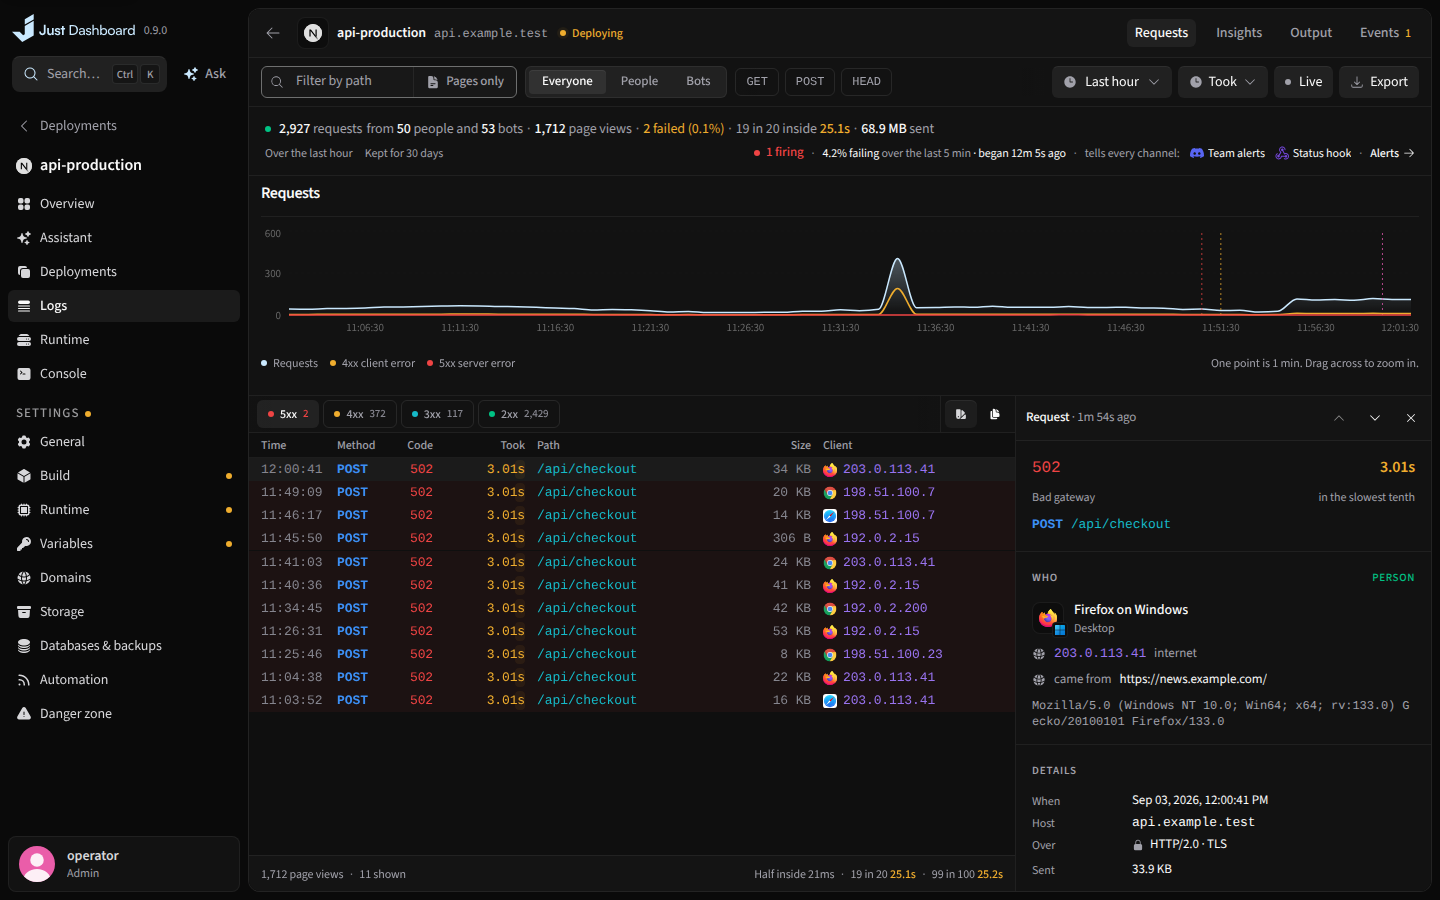 Just Dashboard 0.9.0
Search... Ctrl K Ask
Deployments
api-production
Overview
Assistant
Deployments
Logs
Runtime
Console
SETTINGS
General
Build
Runtime
Variables
Domains
Storage
Databases & backups
Automation
Danger zone
operator
Admin
N api-production api.example.test Deploying
Requests Insights Output Events 1
Filter by path Pages only Everyone People Bots GET POST HEAD
Last hour Took Live Export
2,927 requests from 50 people and 53 bots · 1,712 page views · 2 failed (0.1%) · 19 in 20 inside 25.1s · 68.9 MB sent
Over the last hour Kept for 30 days
1 firing · 4.2% failing over the last 5 min · began 12m 5s ago · tells every channel: Team alerts Status hook · Alerts →
Requests
600
300
0
11:06:30 11:11:30 11:16:30 11:21:30 11:26:30 11:31:30 11:36:30 11:41:30 11:46:30 11:51:30 11:56:30 12:01:30
Requests 4xx client error 5xx server error
One point is 1 min. Drag across to zoom in.
5xx 2 4xx 372 3xx 117 2xx 2,429
Time Method Code Took Path Size Client
12:00:41 POST 502 3.01s /api/checkout 34 KB 203.0.113.41
11:49:09 POST 502 3.01s /api/checkout 20 KB 198.51.100.7
11:46:17 POST 502 3.01s /api/checkout 14 KB 198.51.100.7
11:45:50 POST 502 3.01s /api/checkout 306 B 192.0.2.15
11:41:03 POST 502 3.01s /api/checkout 24 KB 203.0.113.41
11:40:36 POST 502 3.01s /api/checkout 41 KB 192.0.2.15
11:34:45 POST 502 3.01s /api/checkout 42 KB 192.0.2.200
11:26:31 POST 502 3.01s /api/checkout 53 KB 192.0.2.15
11:25:46 POST 502 3.01s /api/checkout 8 KB 198.51.100.23
11:04:38 POST 502 3.01s /api/checkout 22 KB 203.0.113.41
11:03:52 POST 502 3.01s /api/checkout 16 KB 203.0.113.41
1,712 page views · 11 shown
Half inside 21ms · 19 in 20 25.1s · 99 in 100 25.2s
Request · 1m 54s ago
502 3.01s
Bad gateway in the slowest tenth
POST /api/checkout
WHO PERSON
Firefox on Windows
Desktop
203.0.113.41 internet
came from https://news.example.com/
Mozilla/5.0 (Windows NT 10.0; Win64; x64; rv:133.0) G
ecko/20100101 Firefox/133.0
DETAILS
When Sep 03, 2026, 12:00:41 PM
Host api.example.test
Over HTTP/2.0 · TLS
Sent 33.9 KB